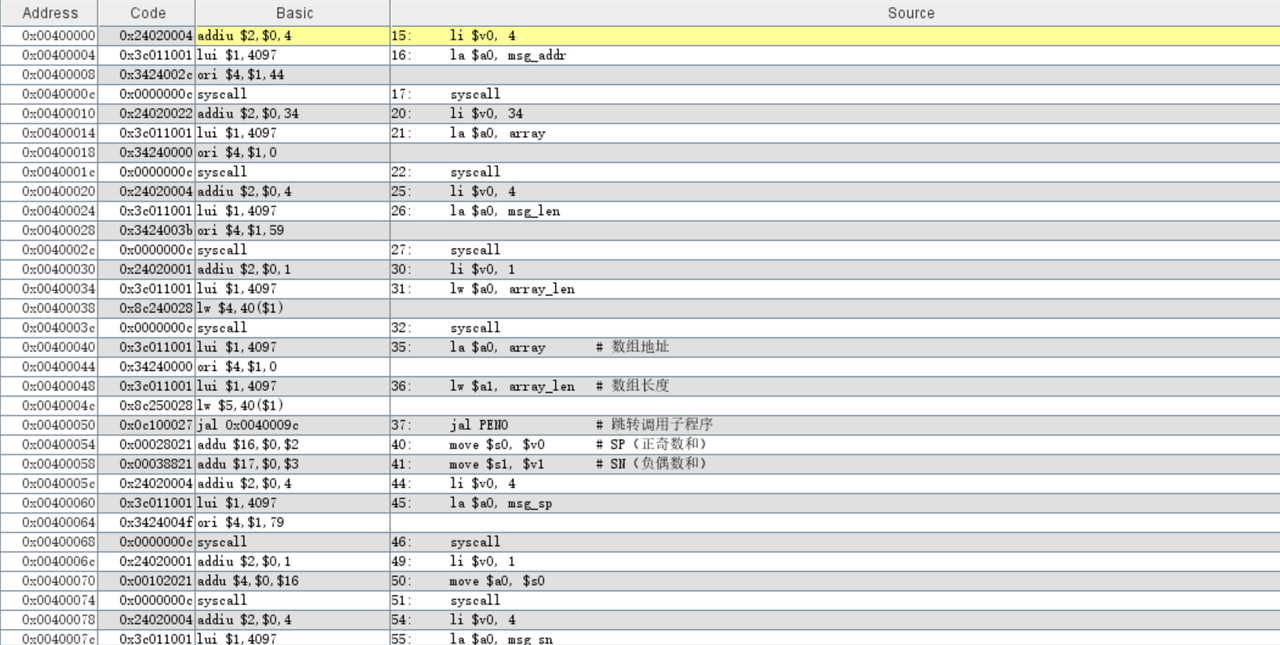 Address Code Basic Source
0x00400000 0x24020004 addiu $2,$0,4 15: li $v0, 4
0x00400004 0x3c011001 lui $1,4097 16: la $a0, msg_addr
0x00400008 0x3424002c ori $4,$1,44
0x0040000c 0x0000000c syscall 17: syscall
0x00400010 0x24020022 addiu $2,$0,34 20: li $v0, 34
0x00400014 0x3c011001 lui $1,4097 21: la $a0, array
0x00400018 0x34240000 ori $4,$1,0
0x0040001c 0x0000000c syscall 22: syscall
0x00400020 0x24020004 addiu $2,$0,4 25: li $v0, 4
0x00400024 0x3c011001 lui $1,4097 26: la $a0, msg_len
0x00400028 0x3424003b ori $4,$1,59
0x0040002c 0x0000000c syscall 27: syscall
0x00400030 0x24020001 addiu $2,$0,1 30: li $v0, 1
0x00400034 0x3c011001 lui $1,4097 31: lw $a0, array_len
0x00400038 0x8c240028 lw $4,40($1)
0x0040003c 0x0000000c syscall 32: syscall
0x00400040 0x3c011001 lui $1,4097 35: la $a0, array # 数组地址
0x00400044 0x34240000 ori $4,$1,0
0x00400048 0x3c011001 lui $1,4097 36: lw $a1, array_len # 数组长度
0x0040004c 0x8c250028 lw $5,40($1)
0x00400050 0x0c100027 jal 0x0040009c 37: jal PENO # 跳转调用子程序
0x00400054 0x00028021 addu $16,$0,$2 40: move $s0, $v0 # SP（正奇数和）
0x00400058 0x00038821 addu $17,$0,$3 41: move $s1, $v1 # SN（负偶数和）
0x0040005c 0x24020004 addiu $2,$0,4 44: li $v0, 4
0x00400060 0x3c011001 lui $1,4097 45: la $a0, msg_sp
0x00400064 0x3424004f ori $4,$1,79
0x00400068 0x0000000c syscall 46: syscall
0x0040006c 0x24020001 addiu $2,$0,1 49: li $v0, 1
0x00400070 0x00102021 addu $4,$0,$16 50: move $a0, $s0
0x00400074 0x0000000c syscall 51: syscall
0x00400078 0x24020004 addiu $2,$0,4 54: li $v0, 4
0x0040007c 0x3c011001 lui $1,4097 55: la $a0, msg_sn